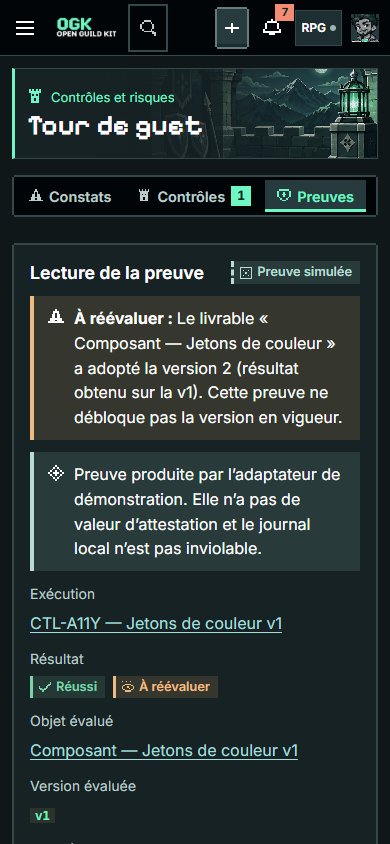 OGK
OPEN GUILD KIT
7
RPG
Contrôles et risques
Tour de guet
Constats
Contrôles 1
Preuves
Lecture de la preuve
Preuve simulée
À réévaluer : Le livrable «
Composant — Jetons de couleur »
a adopté la version 2 (résultat
obtenu sur la v1). Cette preuve ne
débloque pas la version en vigueur.
Preuve produite par l’adaptateur de
démonstration. Elle n’a pas de
valeur d’attestation et le journal
local n’est pas inviolable.
Exécution
CTL-A11Y — Jetons de couleur v1
Résultat
Réussi
À réévaluer
Objet évalué
Composant — Jetons de couleur v1
Version évaluée
v1